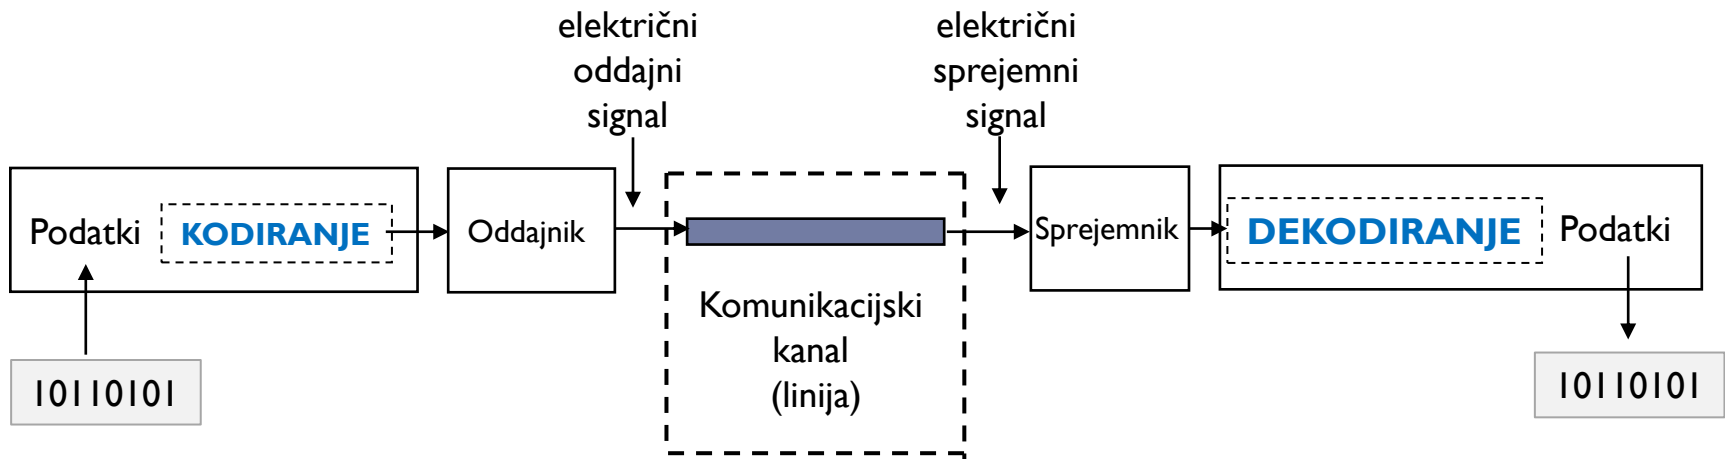 električni
oddajni
signal
električni
sprejemni
signal
Podatki
KODIRANJE
Oddajnik
Sprejemnik
DEKODIRANJE
Podatki
Komunikacijski
kanal
(linija)
10110101
10110101